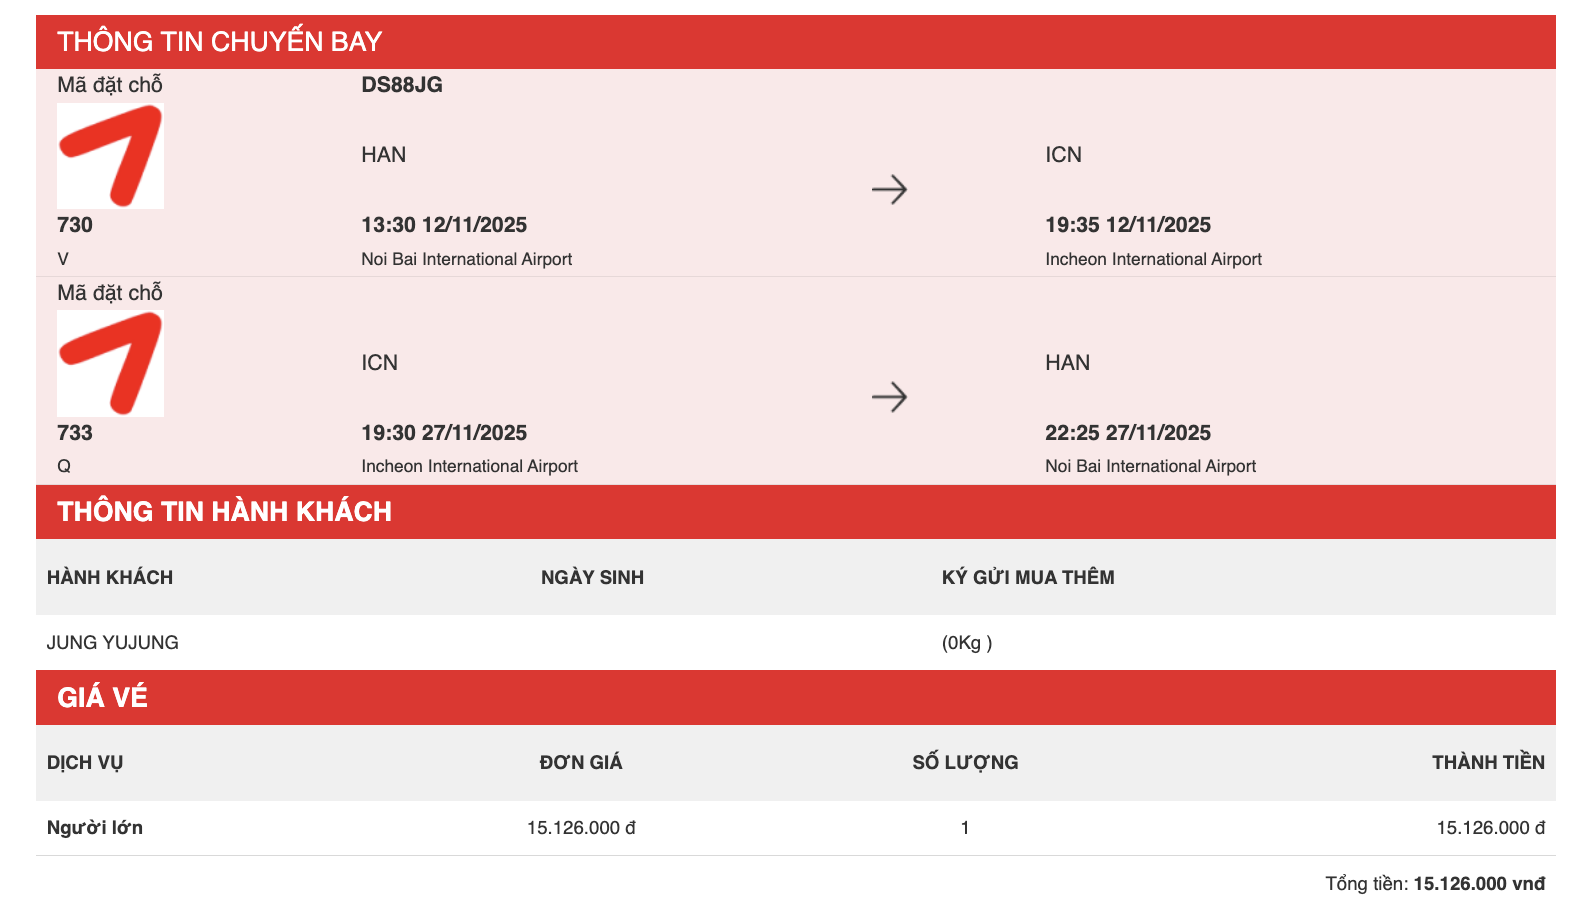 THÔNG TIN CHUYẾN BAY
Mã đặt chỗ DS88JG
HAN ICN
730 13:30 12/11/2025 19:35 12/11/2025
V Noi Bai International Airport Incheon International Airport
Mã đặt chỗ
ICN HAN
733 19:30 27/11/2025 22:25 27/11/2025
Q Incheon International Airport Noi Bai International Airport
THÔNG TIN HÀNH KHÁCH
HÀNH KHÁCH NGÀY SINH KÝ GỬI MUA THÊM
JUNG YUJUNG (0Kg )
GIÁ VÉ
DỊCH VỤ ĐƠN GIÁ SỐ LƯỢNG THÀNH TIỀN
Người lớn 15.126.000 đ 1 15.126.000 đ
Tổng tiền: 15.126.000 vnđ